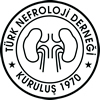 TÜRK NEFROLOJİ DERNEĞİ
KURULUŞ 1970